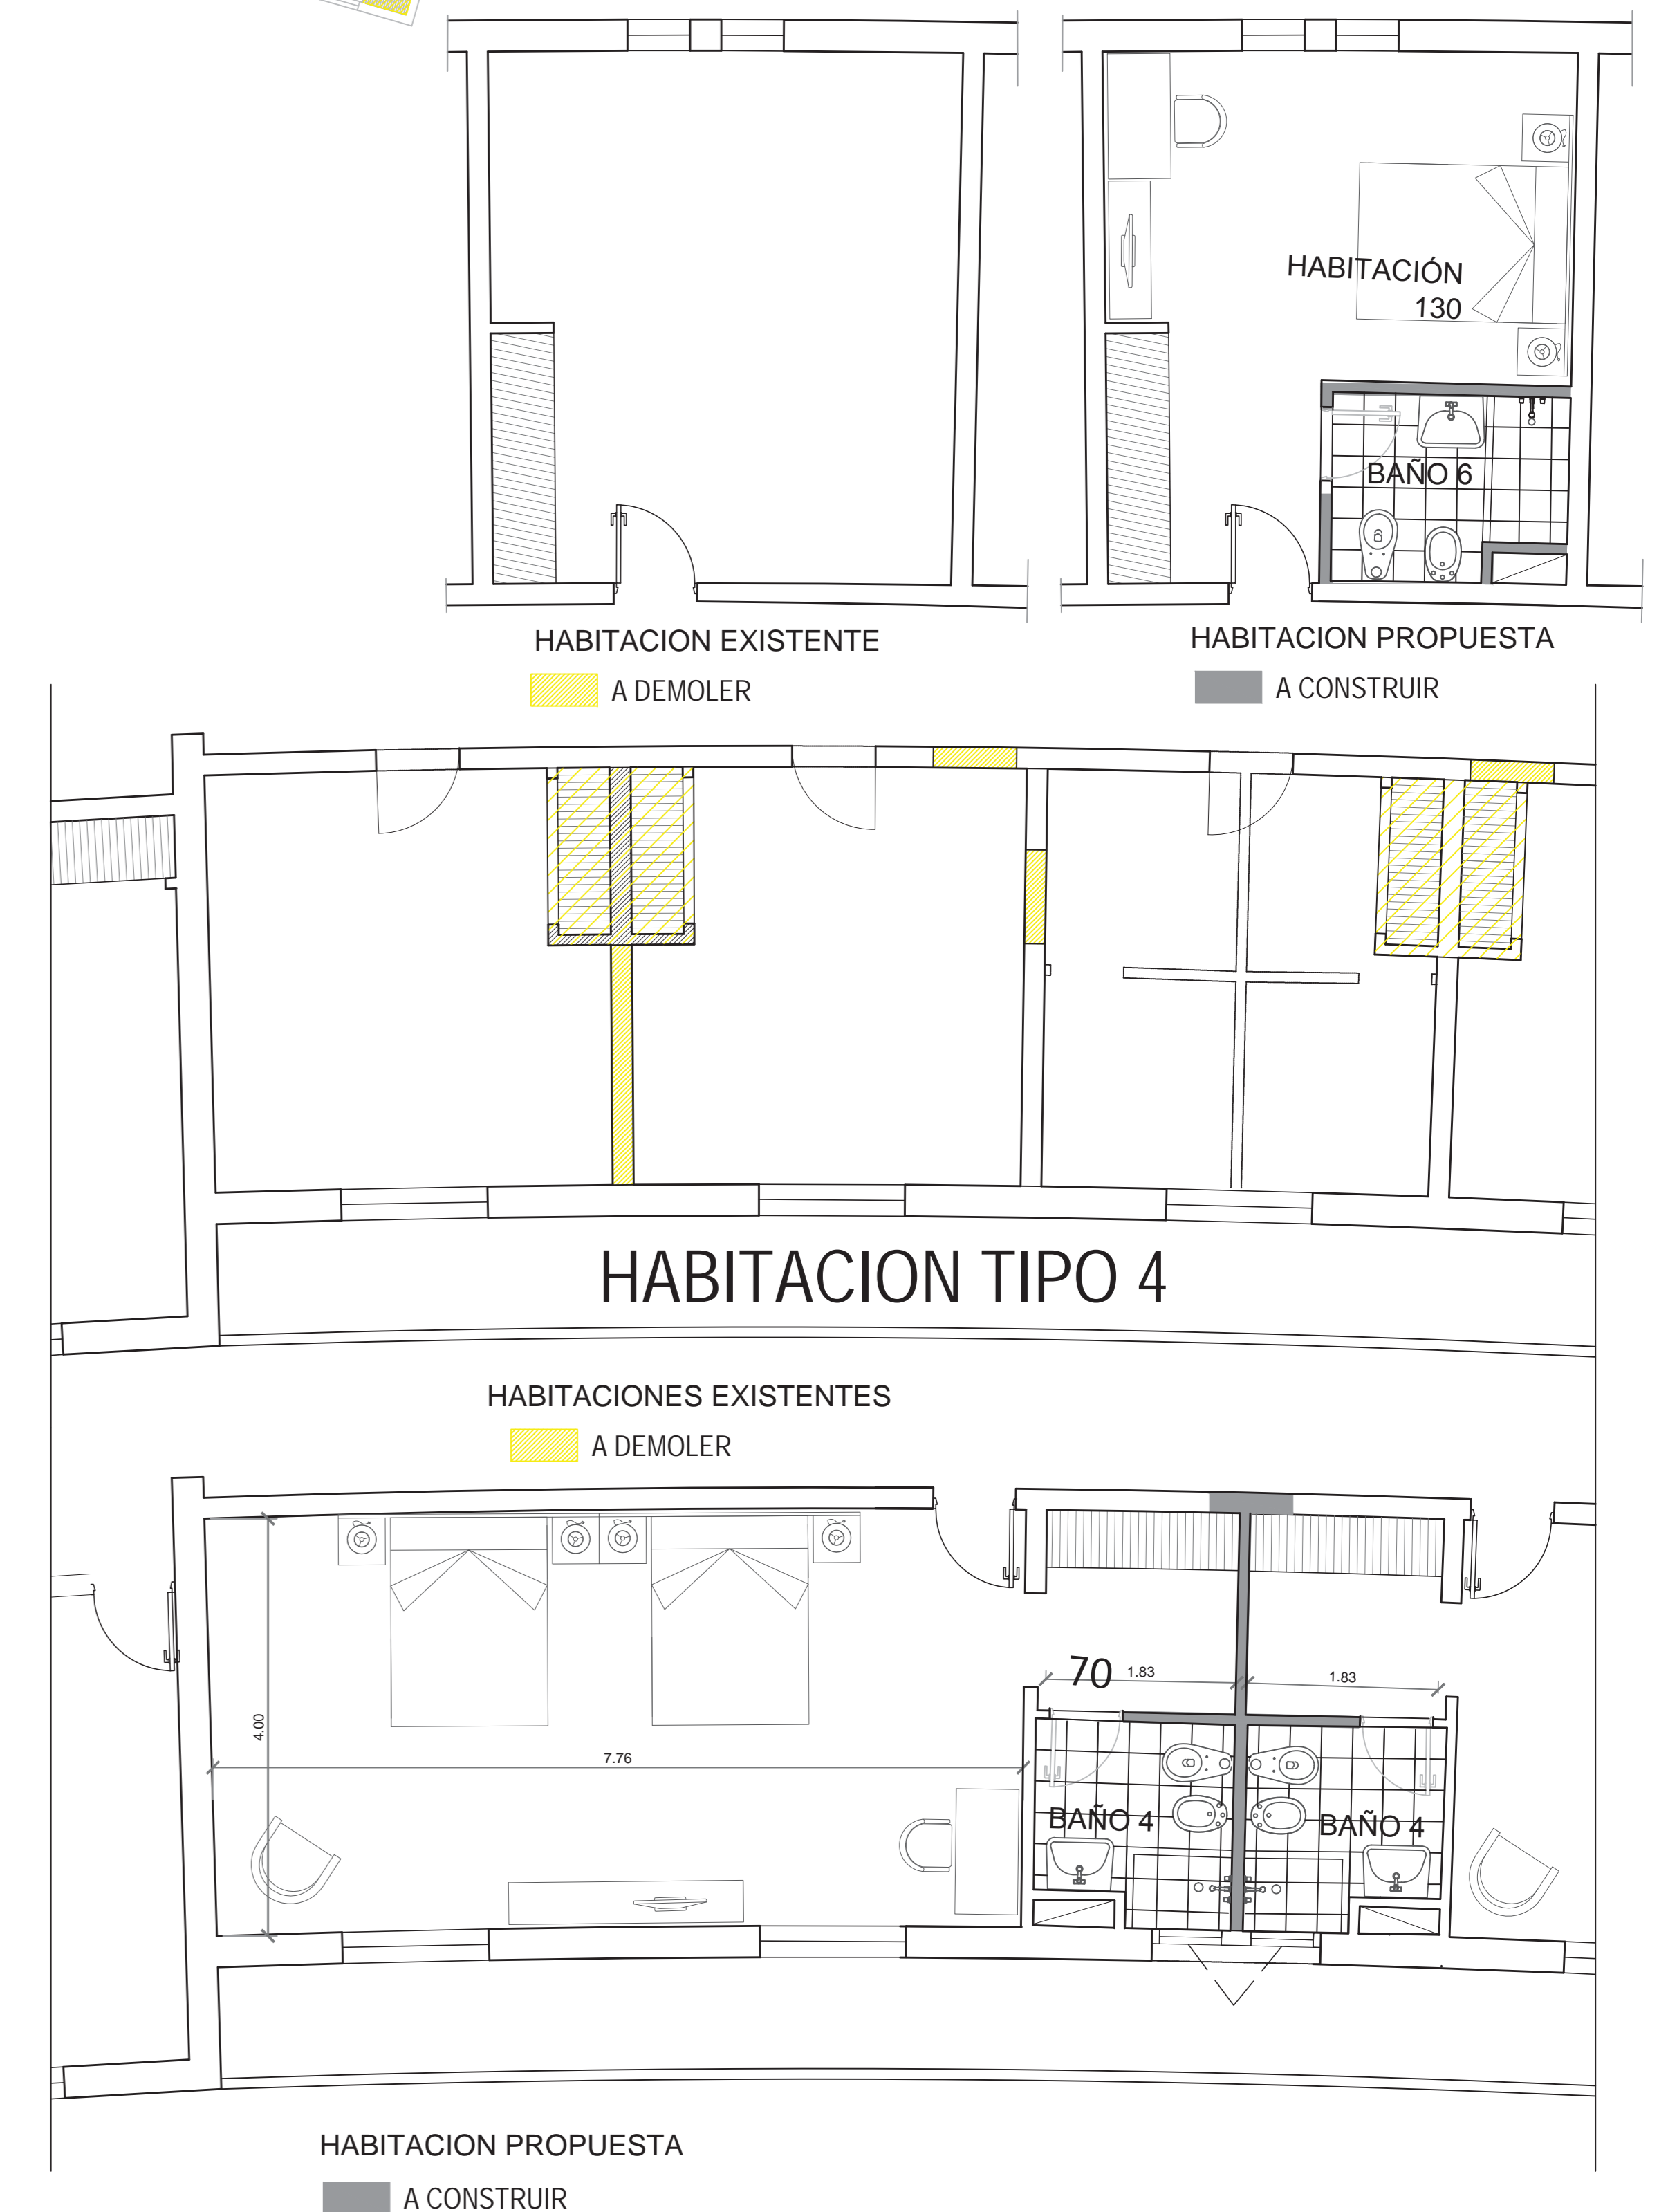 HABITACIÓN
130
BAÑO 6
HABITACION EXISTENTE
A DEMOLER
HABITACION PROPUESTA
A CONSTRUIR
HABITACION TIPO 4
HABITACIONES EXISTENTES
A DEMOLER
70
1.83
1.83
4.00
7.76
BAÑO 4
BAÑO 4
HABITACION PROPUESTA
A CONSTRUIR